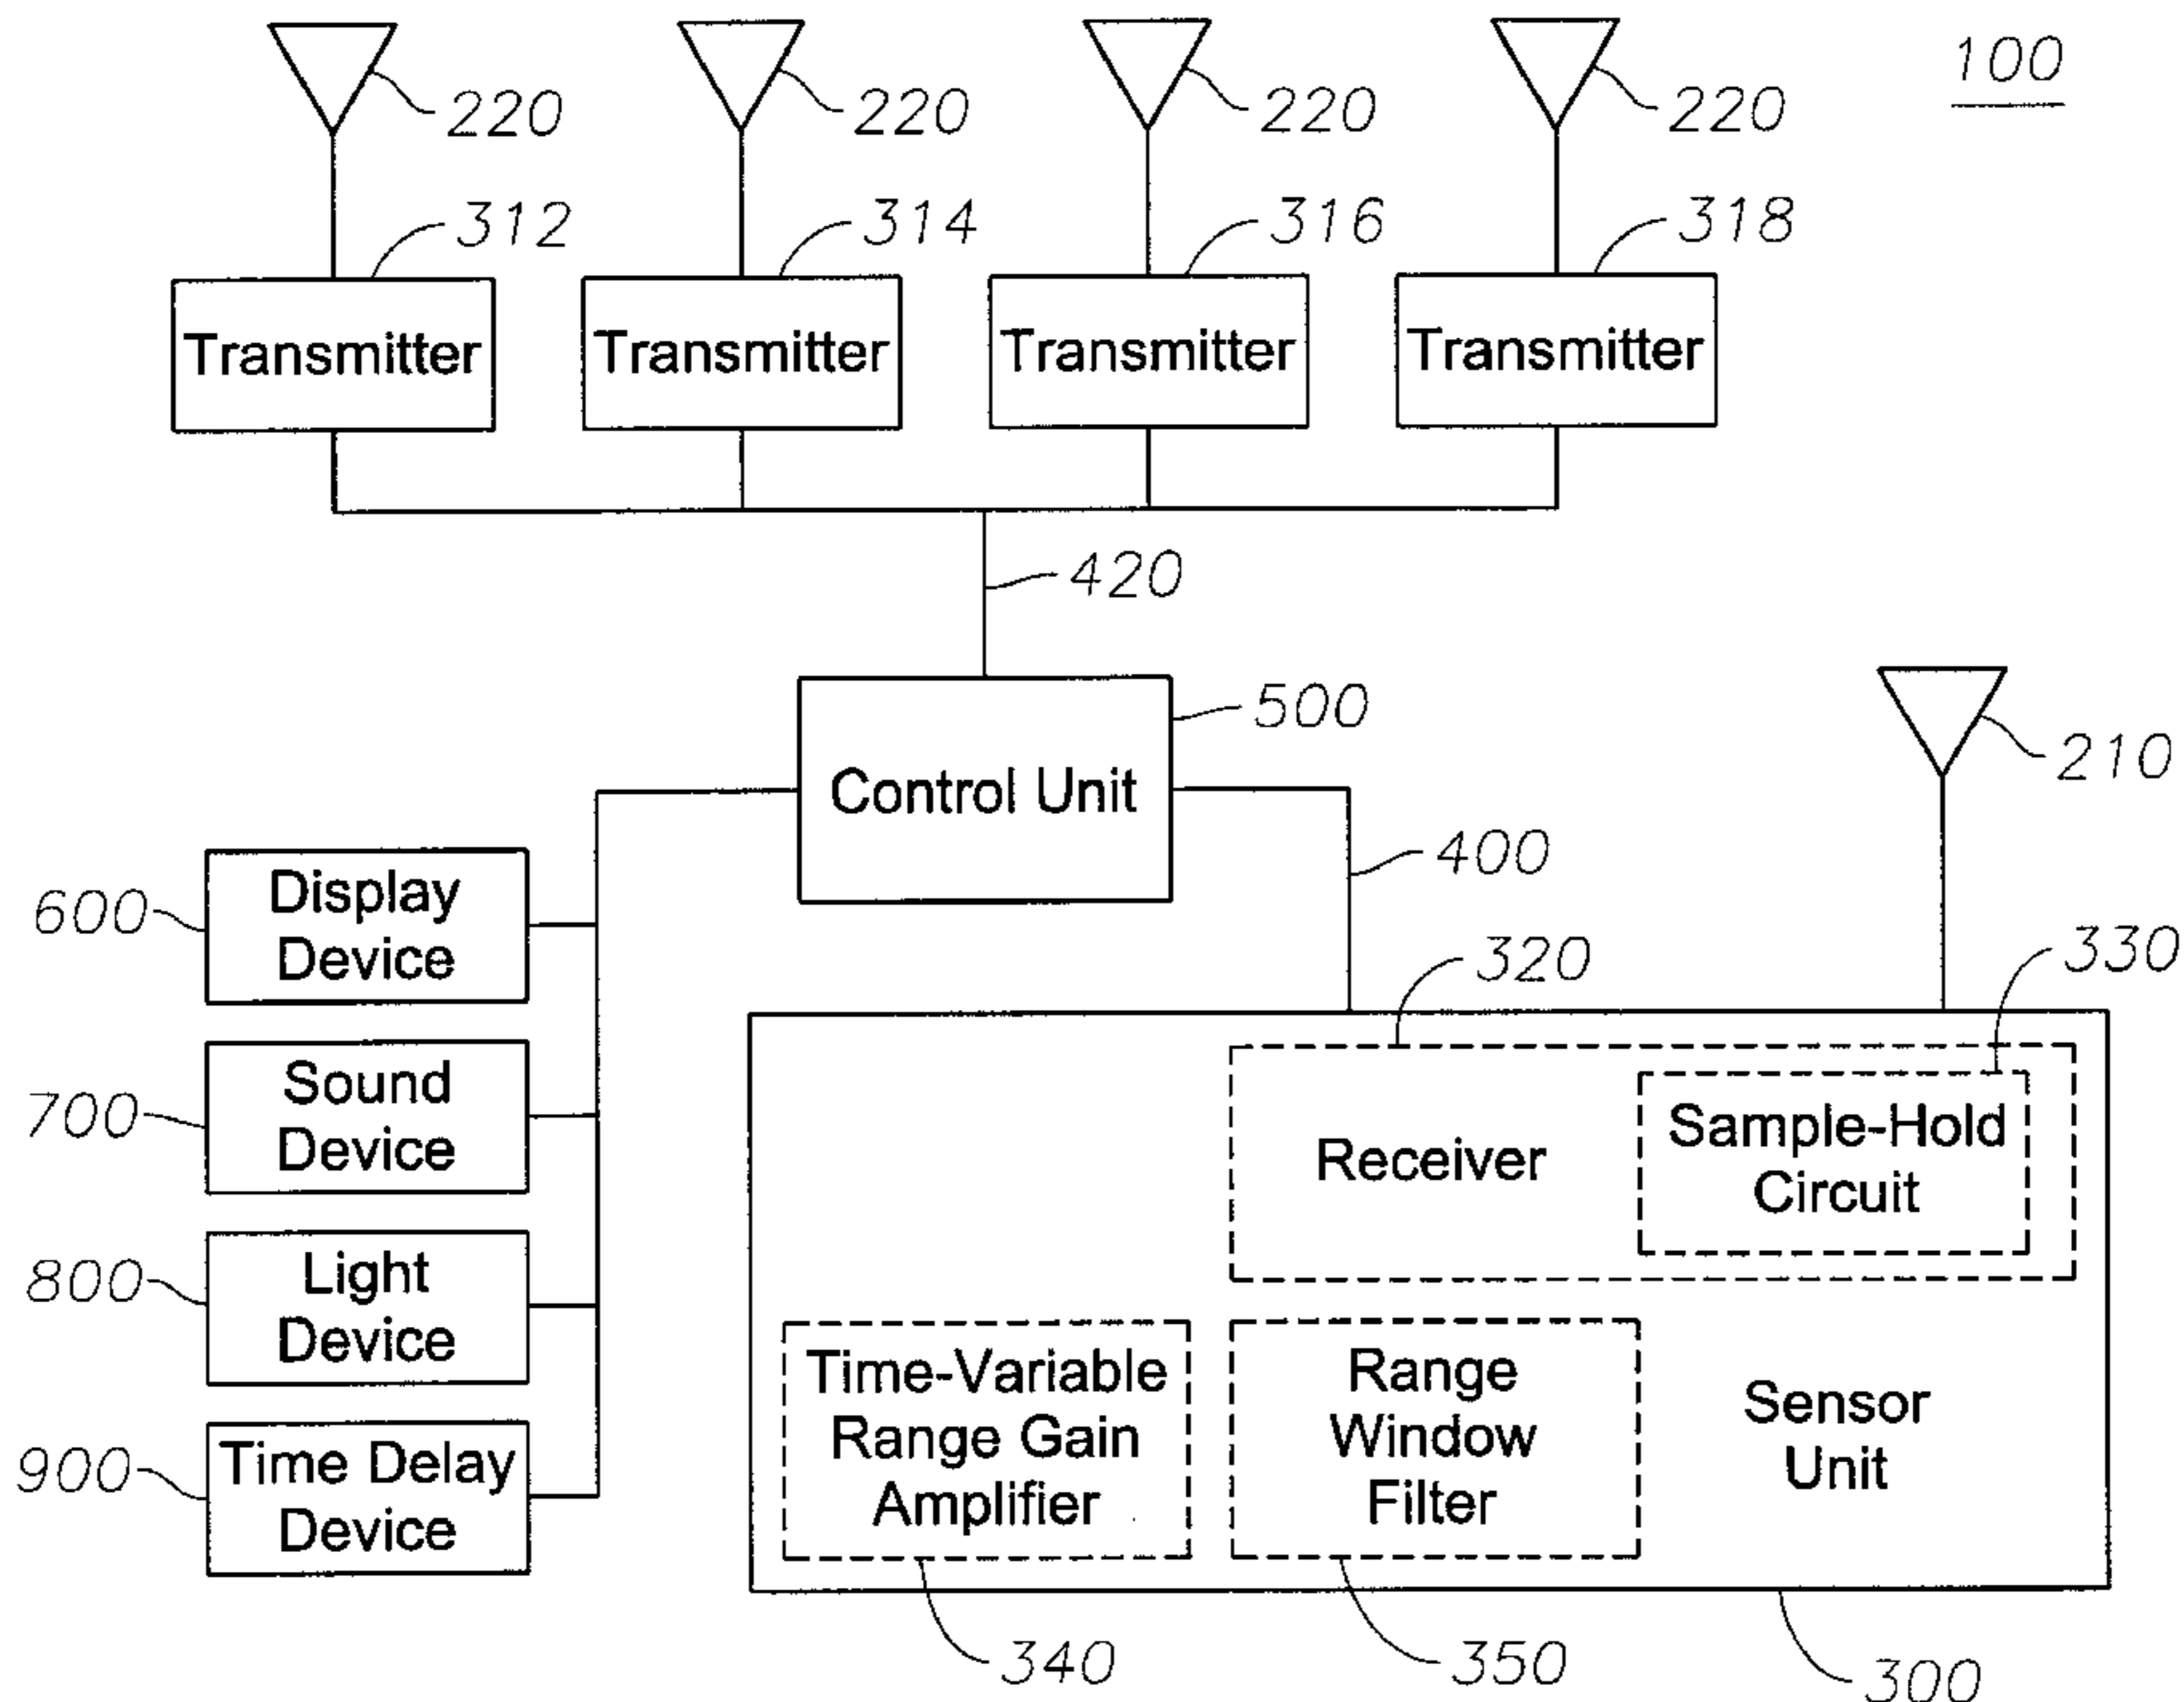 100
220
220
220
220
312
314
316
318
Transmitter
Transmitter
Transmitter
Transmitter
420
500
Control Unit
210
400
600
Display
Device
320
330
700
Sound
Device
Receiver
Sample-Hold
Circuit
800
Light
Device
Time-Variable
Range Gain
Amplifier
Range
Window
Filter
Sensor
Unit
900
Time Delay
Device
340
350
300